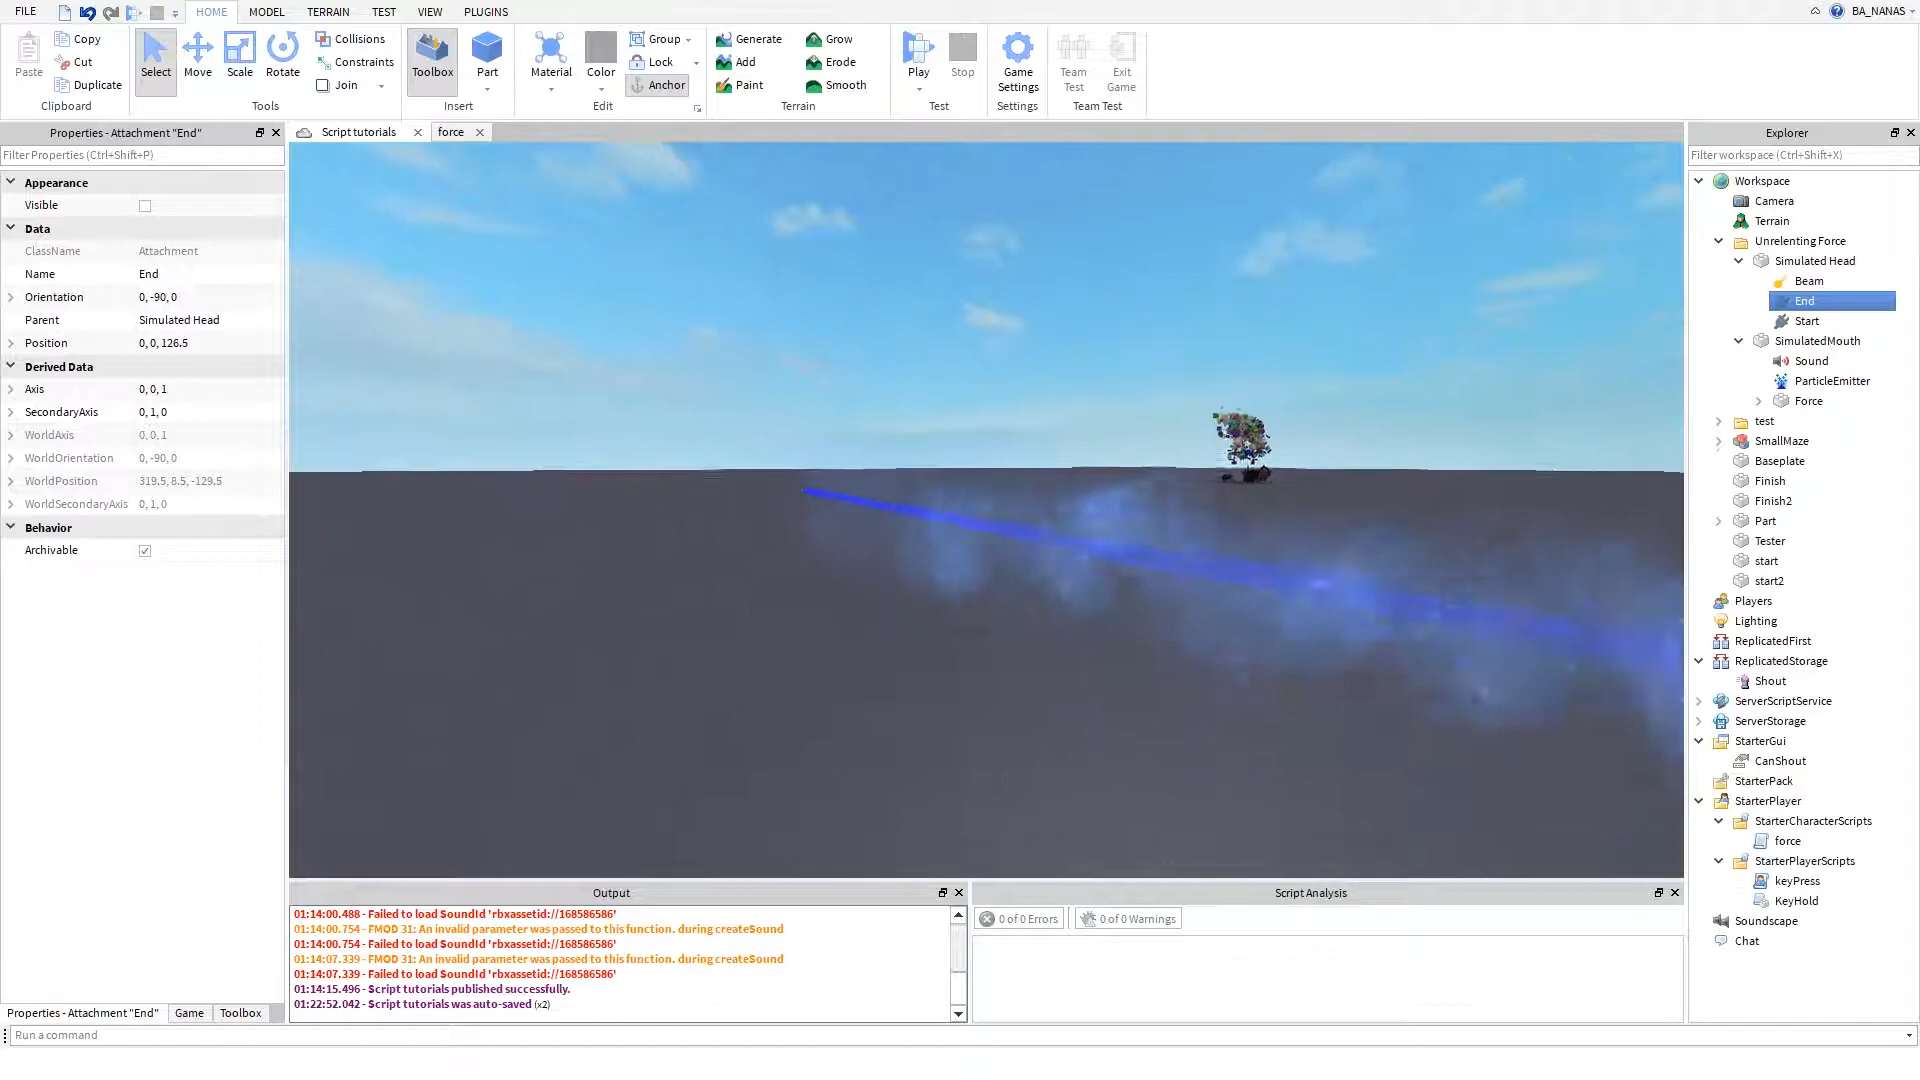 FILE HOME MODEL TERRAIN TEST VIEW PLUGINS BA_NANAS
Paste Copy Cut Duplicate Clipboard
Select Move Scale Rotate Collisions Constraints Join Tools
Toolbox Part Insert
Material Color Group Lock Anchor Edit
Generate Add Paint Grow Erode Smooth Terrain
Play Stop Test
Game Settings Settings
Team Test Exit Game Team Test
Properties - Attachment "End"
Filter Properties (Ctrl+Shift+P)
Appearance
Visible
Data
ClassName Attachment
Name End
Orientation 0, -90, 0
Parent Simulated Head
Position 0, 0, 126.5
Derived Data
Axis 0, 0, 1
SecondaryAxis 0, 1, 0
WorldAxis 0, 0, 1
WorldOrientation 0, -90, 0
WorldPosition 319.5, 8.5, -129.5
WorldSecondaryAxis 0, 1, 0
Behavior
Archivable
Properties - Attachment "End" Game Toolbox
Script tutorials force
Output
01:14:00.488 - Failed to load SoundId 'rbxassetid://168586586'
01:14:00.754 - FMOD 31: An invalid parameter was passed to this function. during createSound
01:14:00.754 - Failed to load SoundId 'rbxassetid://168586586'
01:14:07.339 - FMOD 31: An invalid parameter was passed to this function. during createSound
01:14:07.339 - Failed to load SoundId 'rbxassetid://168586586'
01:14:15.496 - Script tutorials published successfully.
01:22:52.042 - Script tutorials was auto-saved (x2)
Script Analysis
0 of 0 Errors 0 of 0 Warnings
Explorer
Filter workspace (Ctrl+Shift+X)
Workspace
Camera
Terrain
Unrelenting Force
Simulated Head
Beam
End
Start
SimulatedMouth
Sound
ParticleEmitter
Force
test
SmallMaze
Baseplate
Finish
Finish2
Part
Tester
start
start2
Players
Lighting
ReplicatedFirst
ReplicatedStorage
Shout
ServerScriptService
ServerStorage
StarterGui
CanShout
StarterPack
StarterPlayer
StarterCharacterScripts
force
StarterPlayerScripts
keyPress
KeyHold
Soundscape
Chat
Run a command